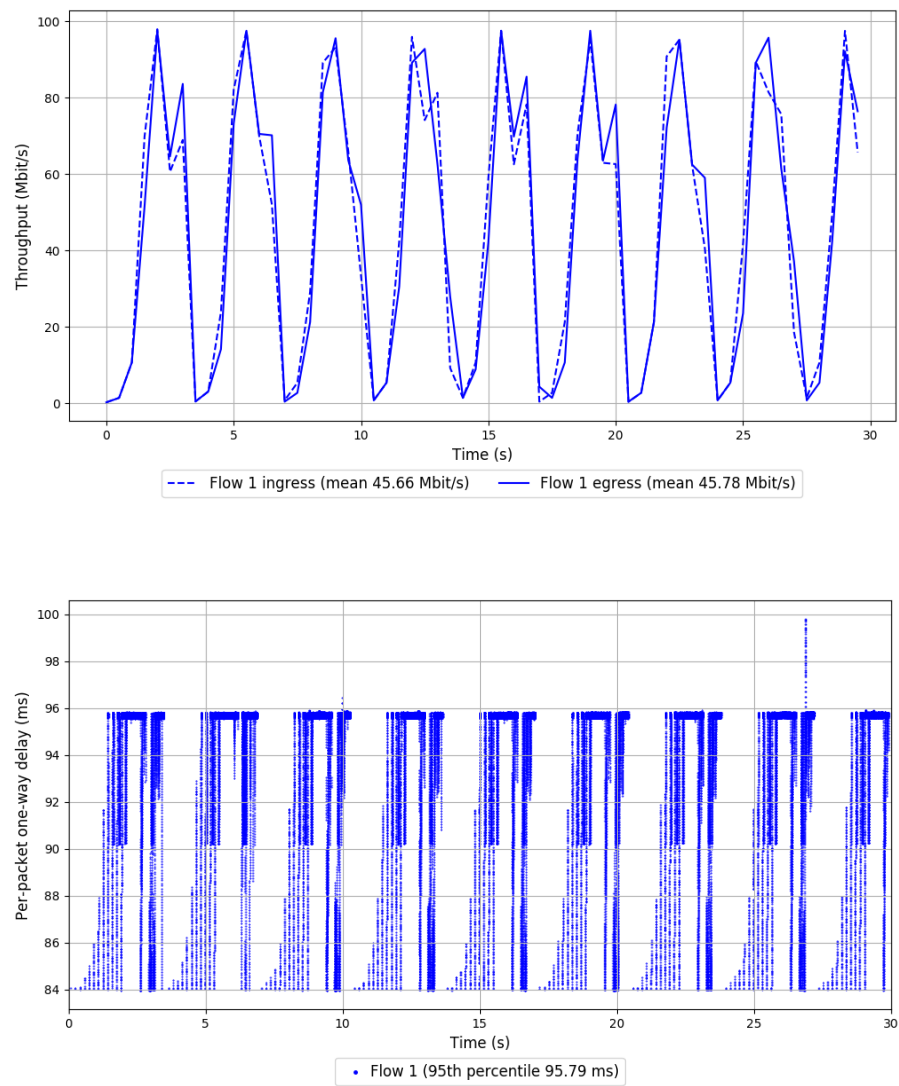 100
80
60
40
20
0
Throughput (Mbit/s)
0 5 10 15 20 25 30
Time (s)
Flow 1 ingress (mean 45.66 Mbit/s) Flow 1 egress (mean 45.78 Mbit/s)
100
98
96
94
92
90
88
86
84
Per-packet one-way delay (ms)
0 5 10 15 20 25 30
Time (s)
Flow 1 (95th percentile 95.79 ms)